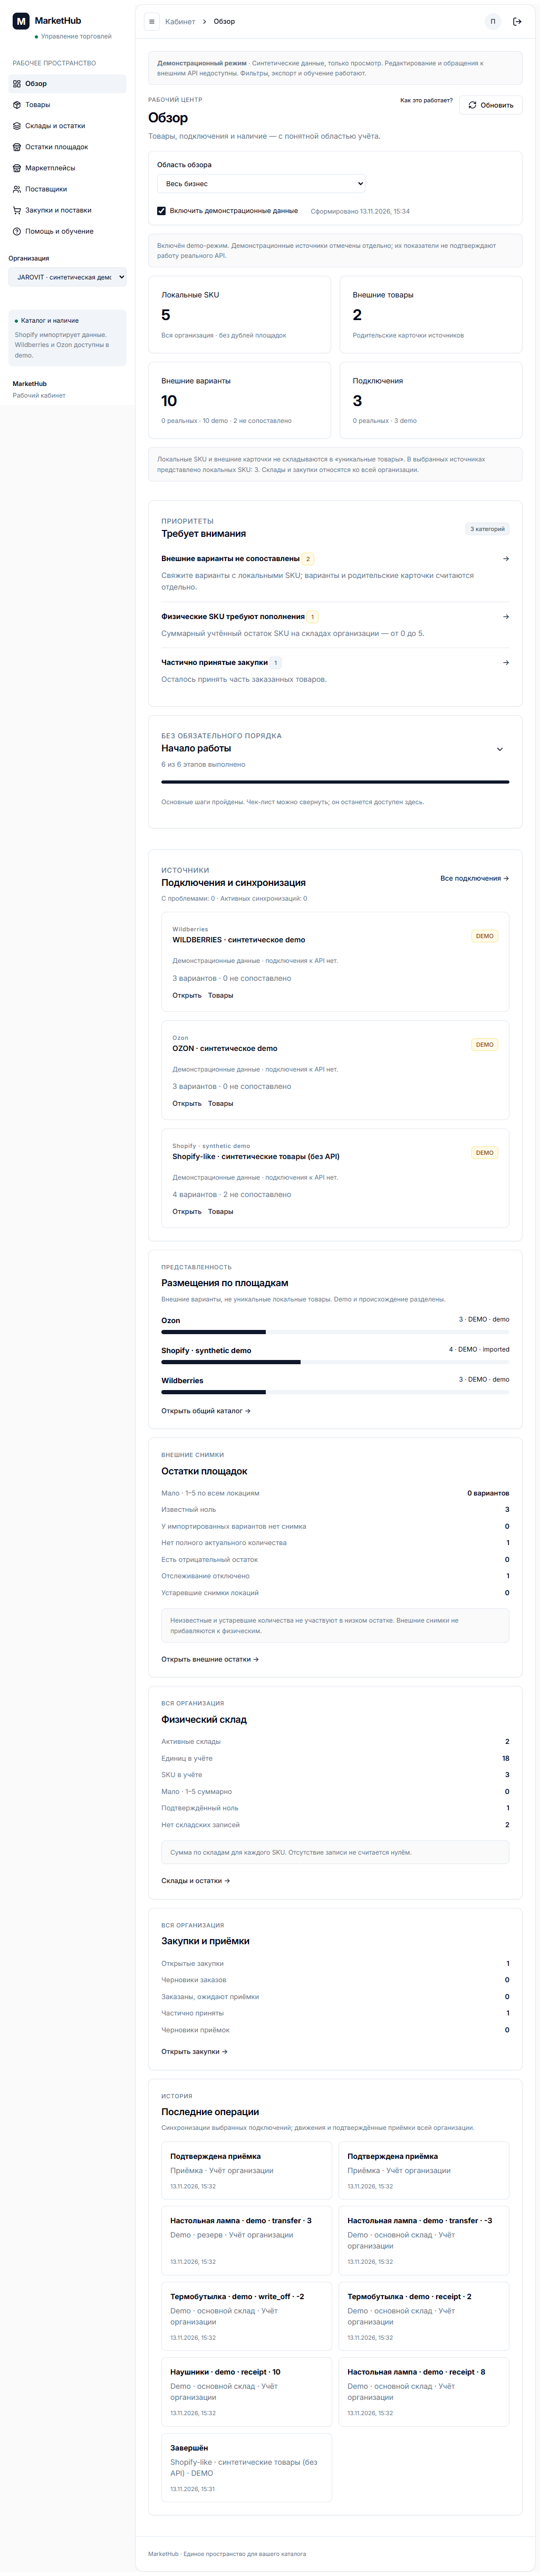 M MarketHub
Управление торговлей
РАБОЧЕЕ ПРОСТРАНСТВО
Обзор
Товары
Склады и остатки
Остатки площадок
Маркетплейсы
Поставщики
Закупки и поставки
Помощь и обучение
Организация
JAROVIT · синтетическая
Каталог и наличие
Shopify импортирует данные.
Wildberries и Ozon доступны в
demo.
MarketHub
Рабочий кабинет
Кабинет > Обзор
П
Демонстрационный режим · Синтетические данные, только просмотр. Редактирование и обращения к
внешним API недоступны. Фильтры, экспорт и обучение работают.
РАБОЧИЙ ЦЕНТР
Обзор
Как это работает?
Обновить
Товары, подключения и наличие — с понятной областью учёта.
Область обзора
Весь бизнес
Включить демонстрационные данные
Сформировано 13.11.2026, 15:34
Включён demo-режим. Демонстрационные источники отмечены отдельно; их показатели не подтверждают
работу реального API.
Локальные SKU
5
Вся организация · без дублей площадок
Внешние товары
2
Родительские карточки источников
Внешние варианты
10
0 реальных · 10 demo · 2 не сопоставлено
Подключения
3
0 реальных · 3 demo
Локальные SKU и внешние карточки не складываются в «уникальные товары». В выбранных источниках
представлено локальных SKU: 3. Склады и закупки относятся ко всей организации.
ПРИОРИТЕТЫ
Требует внимания
3 категорий
Внешние варианты не сопоставлены 2 →
Свяжите варианты с локальными SKU; варианты и родительские карточки считаются
отдельно.
Физические SKU требуют пополнения 1 →
Суммарный учтённый остаток SKU на складах организации — от 0 до 5.
Частично принятые закупки 1 →
Осталось принять часть заказанных товаров.
БЕЗ ОБЯЗАТЕЛЬНОГО ПОРЯДКА
Начало работы
6 из 6 этапов выполнено
Основные шаги пройдены. Чек-лист можно свернуть; он останется доступен здесь.
ИСТОЧНИКИ
Подключения и синхронизация
Все подключения →
С проблемами: 0 · Активных синхронизаций: 0
Wildberries
WILDBERRIES · синтетическое demo
DEMO
Демонстрационные данные · подключения к API нет.
3 вариантов · 0 не сопоставлено
Открыть Товары
Ozon
OZON · синтетическое demo
DEMO
Демонстрационные данные · подключения к API нет.
3 вариантов · 0 не сопоставлено
Открыть Товары
Shopify · synthetic demo
Shopify-like · синтетические товары (без API)
DEMO
Демонстрационные данные · подключения к API нет.
4 вариантов · 2 не сопоставлено
Открыть Товары
ПРЕДСТАВЛЕННОСТЬ
Размещения по площадкам
Внешние варианты, не уникальные локальные товары. Demo и происхождение разделены.
Ozon 3 · DEMO · demo
Shopify · synthetic demo 4 · DEMO · imported
Wildberries 3 · DEMO · demo
Открыть общий каталог →
ВНЕШНИЕ СНИМКИ
Остатки площадок
Мало · 1–5 по всем локациям 0 вариантов
Известный ноль 3
У импортированных вариантов нет снимка 0
Нет полного актуального количества 1
Есть отрицательный остаток 0
Отслеживание отключено 1
Устаревшие снимки локаций 0
Неизвестные и устаревшие количества не участвуют в низком остатке. Внешние снимки не
прибавляются к физическим.
Открыть внешние остатки →
ВСЯ ОРГАНИЗАЦИЯ
Физический склад
Активные склады 2
Единиц в учёте 18
SKU в учёте 3
Мало · 1–5 суммарно 0
Подтверждённый ноль 1
Нет складских записей 2
Сумма по складам для каждого SKU. Отсутствие записи не считается нулём.
Склады и остатки →
ВСЯ ОРГАНИЗАЦИЯ
Закупки и приёмки
Открытые закупки 1
Черновики заказов 0
Заказаны, ожидают приёмки 0
Частично приняты 1
Черновики приёмок 0
Открыть закупки →
ИСТОРИЯ
Последние операции
Синхронизации выбранных подключений; движения и подтверждённые приёмки всей организации.
Подтверждена приёмка
Приёмка · Учёт организации
13.11.2026, 15:32
Подтверждена приёмка
Приёмка · Учёт организации
13.11.2026, 15:32
Настольная лампа · demo · transfer · 3
Demo · резерв · Учёт организации
13.11.2026, 15:32
Настольная лампа · demo · transfer · -3
Demo · основной склад · Учёт
организации
13.11.2026, 15:32
Термобутылка · demo · write_off · -2
Demo · основной склад · Учёт
организации
13.11.2026, 15:32
Термобутылка · demo · receipt · 2
Demo · основной склад · Учёт
организации
13.11.2026, 15:32
Наушники · demo · receipt · 10
Demo · основной склад · Учёт
организации
13.11.2026, 15:32
Настольная лампа · demo · receipt · 8
Demo · основной склад · Учёт
организации
13.11.2026, 15:32
Завершён
Shopify-like · синтетические товары (без
API) · DEMO
13.11.2026, 15:31
MarketHub · Единое пространство для вашего каталога